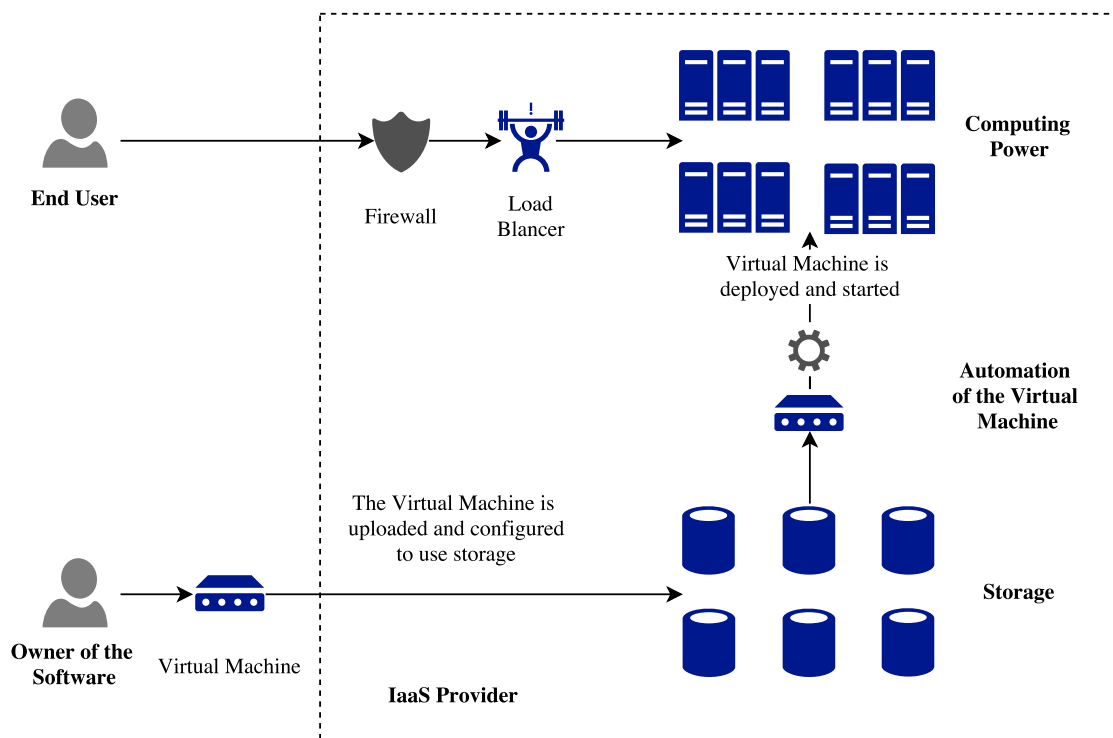 Computing
Power
End User
Firewall
Load
Blancer
Virtual Machine is
deployed and started
Automation
of the Virtual
Machine
The Virtual Machine is
uploaded and configured
to use storage
Storage
Owner of the
Software
Virtual Machine
IaaS Provider